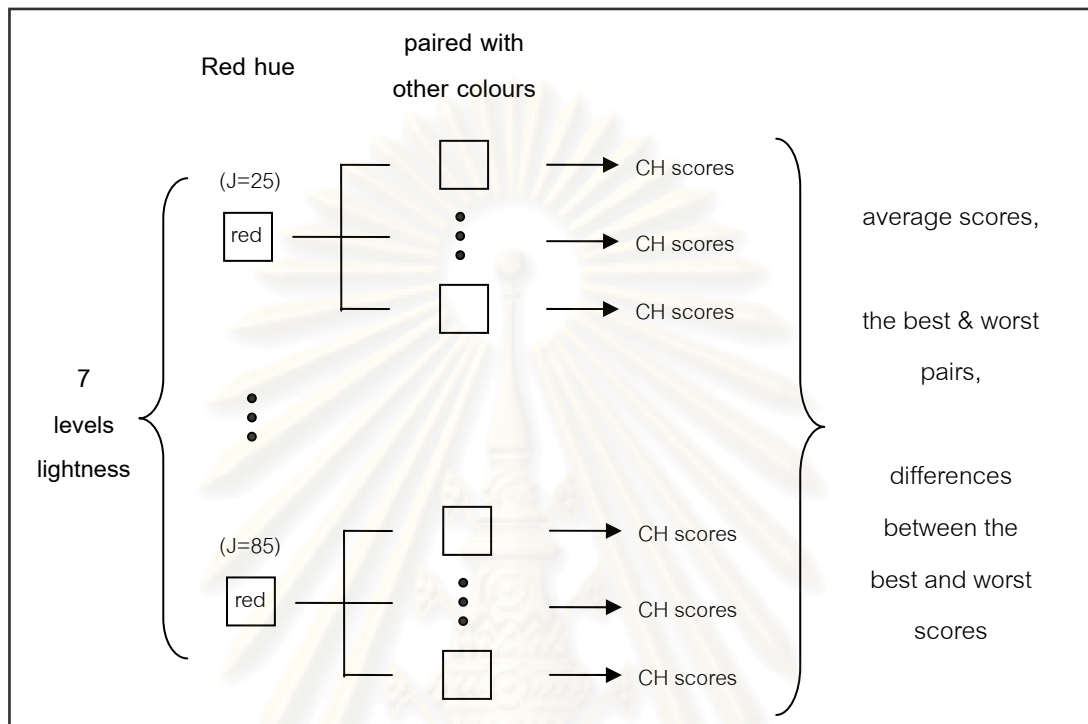 Red hue
paired with
other colours
7
levels
lightness
(J=25)
red
CH scores
CH scores
CH scores
(J=85)
red
CH scores
CH scores
CH scores
average scores,
the best & worst
pairs,
differences
between the
best and worst
scores